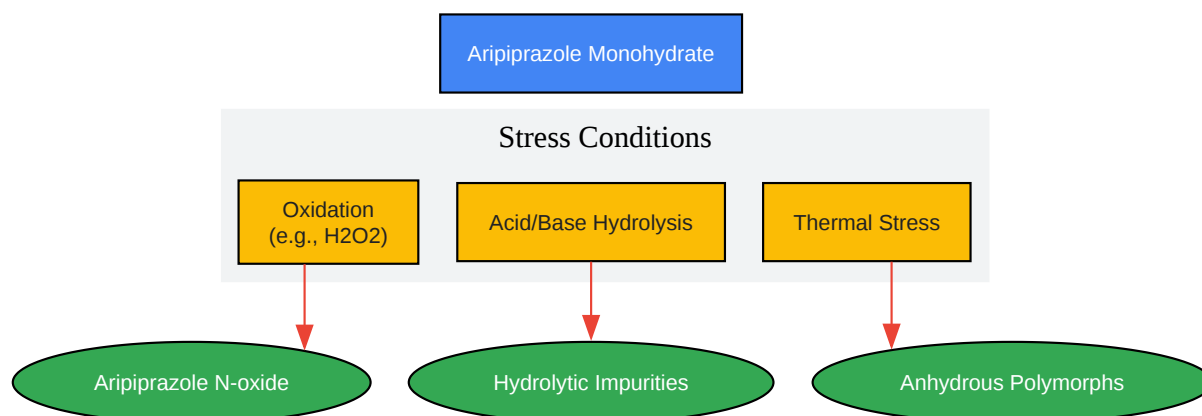 Aripiprazole Monohydrate
Stress Conditions
Oxidation
(e.g., H2O2)
Acid/Base Hydrolysis
Thermal Stress
Aripiprazole N-oxide
Hydrolytic Impurities
Anhydrous Polymorphs